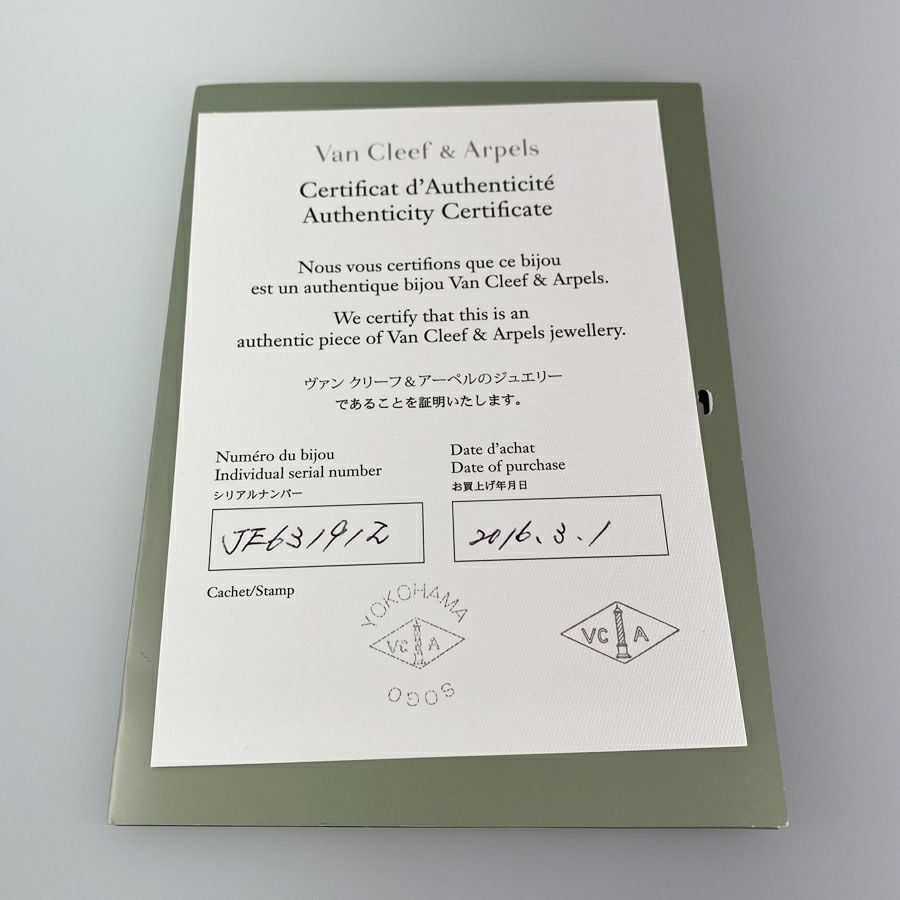 Van Cleef & Arpels
Certificat d'Authenticité
Authenticity Certificate
Nous vous certifions que ce bijou
est un authentique bijou Van Cleef & Arpels.
We certify that this is an
authentic piece of Van Cleef & Arpels jewellery.
ヴァン クリーフ&アーペルのジュエリー
であることを証明いたします。
Numéro du bijou
Individual serial number
シリアルナンバー
JE631912
Date d'achat
Date of purchase
お買上げ年月日
2016.3.1
Cachet/Stamp
YOKOHAMA
VC A
SOGO
VC A